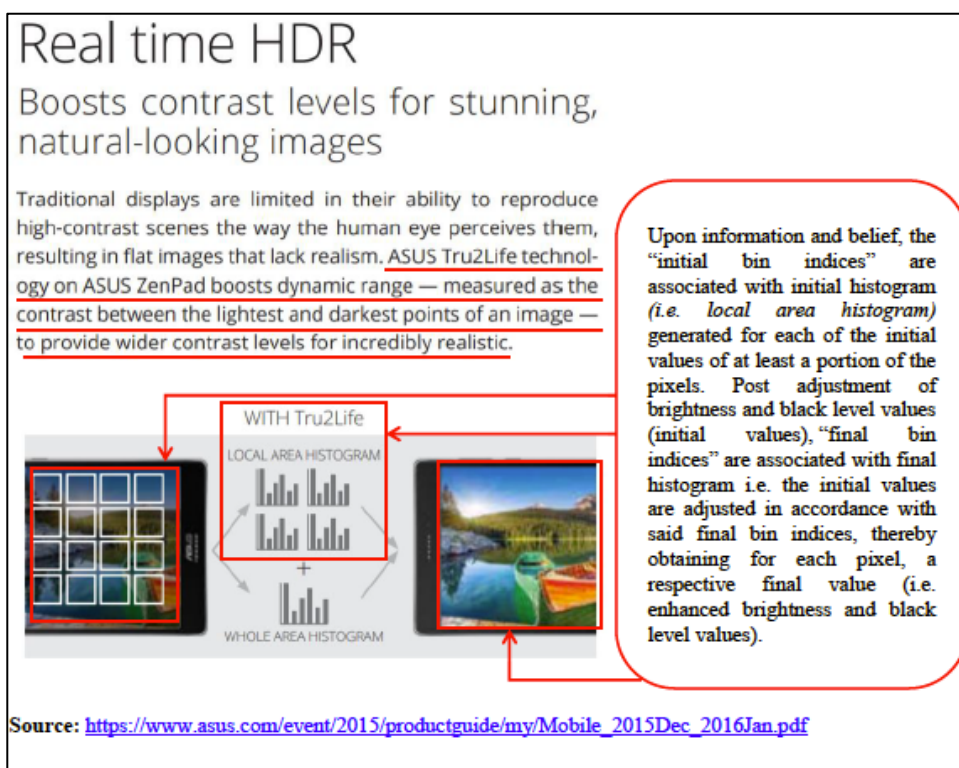 Real time HDR
Boosts contrast levels for stunning,
natural-looking images
Traditional displays are limited in their ability to reproduce
high-contrast scenes the way the human eye perceives them,
resulting in flat images that lack realism. ASUS Tru2Life technol-
ogy on ASUS ZenPad boosts dynamic range — measured as the
contrast between the lightest and darkest points of an image —
to provide wider contrast levels for incredibly realistic.
WITH Tru2Life
LOCAL AREA HISTOGRAM
+
WHOLE AREA HISTOGRAM
ASUS
Upon information and belief, the
“initial bin indices” are
associated with initial histogram
(i.e. local area histogram)
generated for each of the initial
values of at least a portion of the
pixels. Post adjustment of
brightness and black level values
(initial values), “final bin
indices” are associated with final
histogram i.e. the initial values
are adjusted in accordance with
said final bin indices, thereby
obtaining for each pixel, a
respective final value (i.e.
enhanced brightness and black
level values).
Source: https://www.asus.com/event/2015/productguide/my/Mobile_2015Dec_2016Jan.pdf